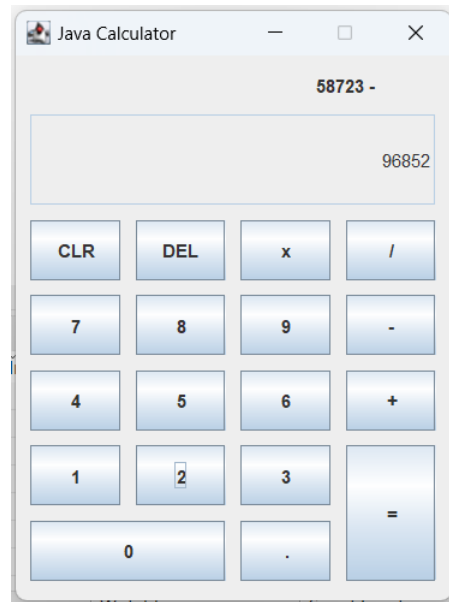 Java Calculator
58723 -
96852
CLR DEL x /
7 8 9 -
4 5 6 +
1 2 3
=
0 .